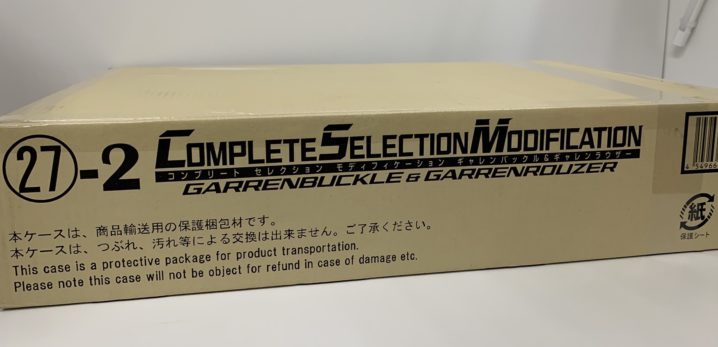 27-2
COMPLETE SELECTION MODIFICATION
コンプリート セレクション モディフィケーション ギャレンバックル&ギャレンラウザー
GARRENBUCKLE & GARRENROUZER
本ケースは、商品輸送用の保護梱包材です。
本ケースは、つぶれ、汚れ等による交換は出来ません。ご了承ください。
This case is a protective package for product transportation.
Please note this case will not be object for refund in case of damage etc.
4 54966
紙
保護シート